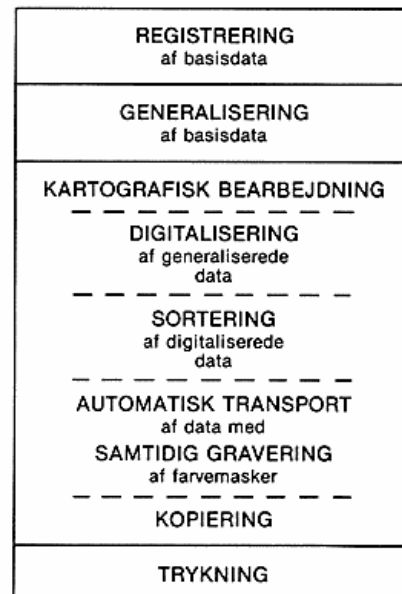 REGISTRERING
af basisdata
GENERALISERING
af basisdata
KARTOGRAFISK BEARBEJDNING
DIGITALISERING
af generaliserede
data
SORTERING
af digitaliserede
data
AUTOMATISK TRANSPORT
af data med
SAMTIDIG GRAVERING
af farvemasker
KOPIERING
TRYKNING